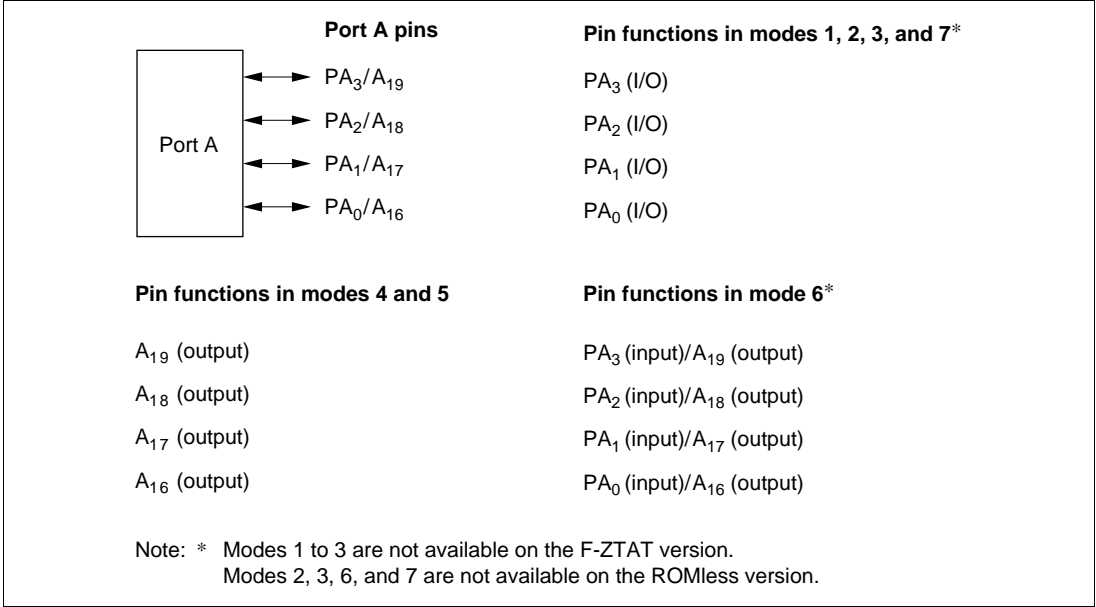 Port A pins
Pin functions in modes 1, 2, 3, and 7*
Port A
PA₃/A₁₉
PA₃ (I/O)
PA₂/A₁₈
PA₂ (I/O)
PA₁/A₁₇
PA₁ (I/O)
PA₀/A₁₆
PA₀ (I/O)
Pin functions in modes 4 and 5
Pin functions in mode 6*
A₁₉ (output)
PA₃ (input)/A₁₉ (output)
A₁₈ (output)
PA₂ (input)/A₁₈ (output)
A₁₇ (output)
PA₁ (input)/A₁₇ (output)
A₁₆ (output)
PA₀ (input)/A₁₆ (output)
Note: * Modes 1 to 3 are not available on the F-ZTAT version.
Modes 2, 3, 6, and 7 are not available on the ROMless version.